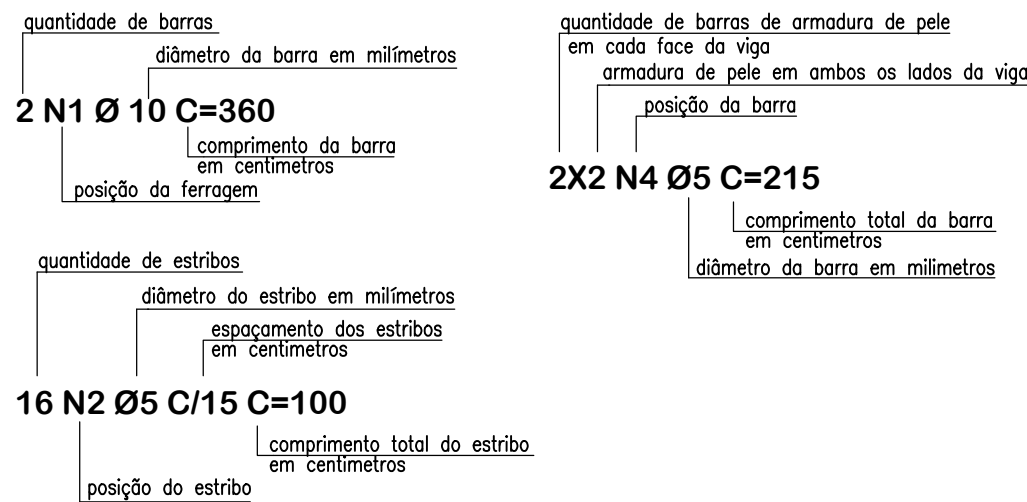 quantidade de barras
diâmetro da barra em milímetros
2 N1 Ø 10 C=360
comprimento da barra
em centimetros
posição da ferragem
quantidade de barras de armadura de pele
em cada face da viga
armadura de pele em ambos os lados da viga
posição da barra
2X2 N4 Ø5 C=215
comprimento total da barra
em centimetros
diâmetro da barra em milimetros
quantidade de estribos
diâmetro do estribo em milímetros
espaçamento dos estribos
em centimetros
16 N2 Ø5 C/15 C=100
comprimento total do estribo
em centimetros
posição do estribo